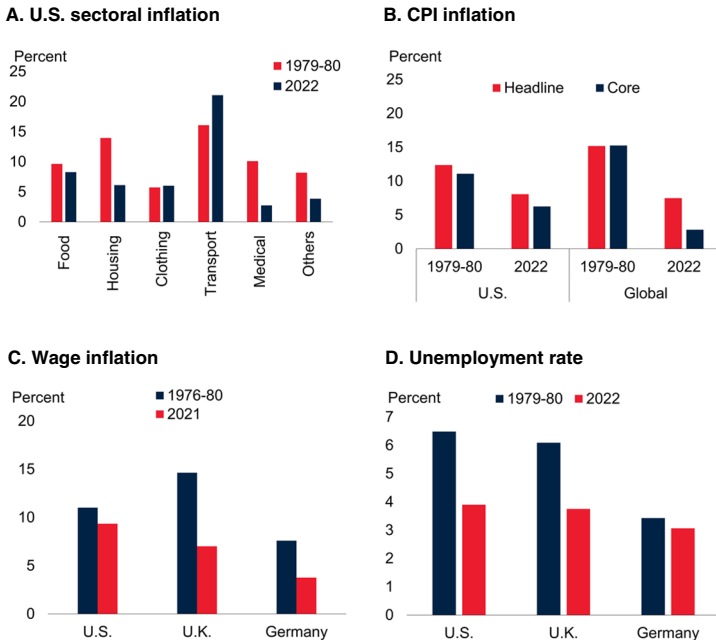 A. U.S. sectoral inflation
Percent
25
20
15
10
5
0
1979-80
2022
Food
Housing
Clothing
Transport
Medical
Others
B. CPI inflation
Percent
25
20
15
10
5
0
Headline Core
1979-80 2022 1979-80 2022
U.S. Global
C. Wage inflation
Percent
20
15
10
5
0
1976-80
2021
U.S. U.K. Germany
D. Unemployment rate
Percent
7
6
5
4
3
2
1
0
1979-80 2022
U.S. U.K. Germany